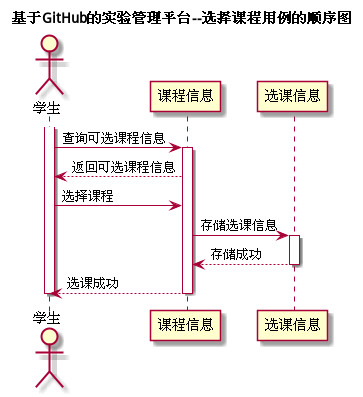 基于GitHub的实验管理平台--选择课程用例的顺序图
学生
课程信息
选课信息
查询可选课程信息
返回可选课程信息
选择课程
存储选课信息
存储成功
选课成功
学生
课程信息
选课信息